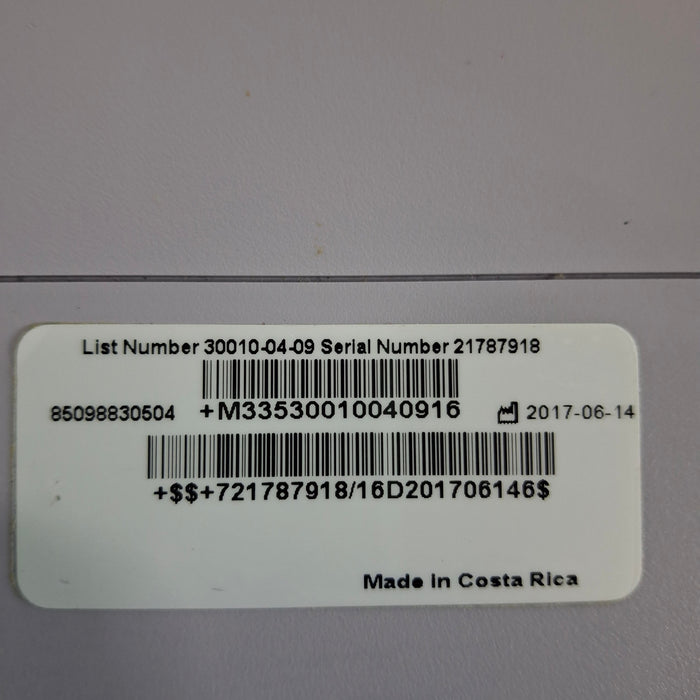 List Number 30010-04-09 Serial Number 21787918
85098830504 +M33530010040916 2017-06-14
+$$+721787918/16D201706146$
Made in Costa Rica